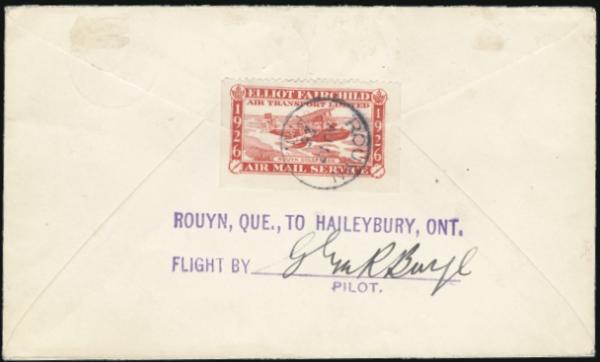 ELLIOT FAIRCHILD
AIR TRANSPORT LIMITED
1926 1926
AIR MAIL SERVICE
ROUYN, QUE., TO HAILEYBURY, ONT.
FLIGHT BY
PILOT.